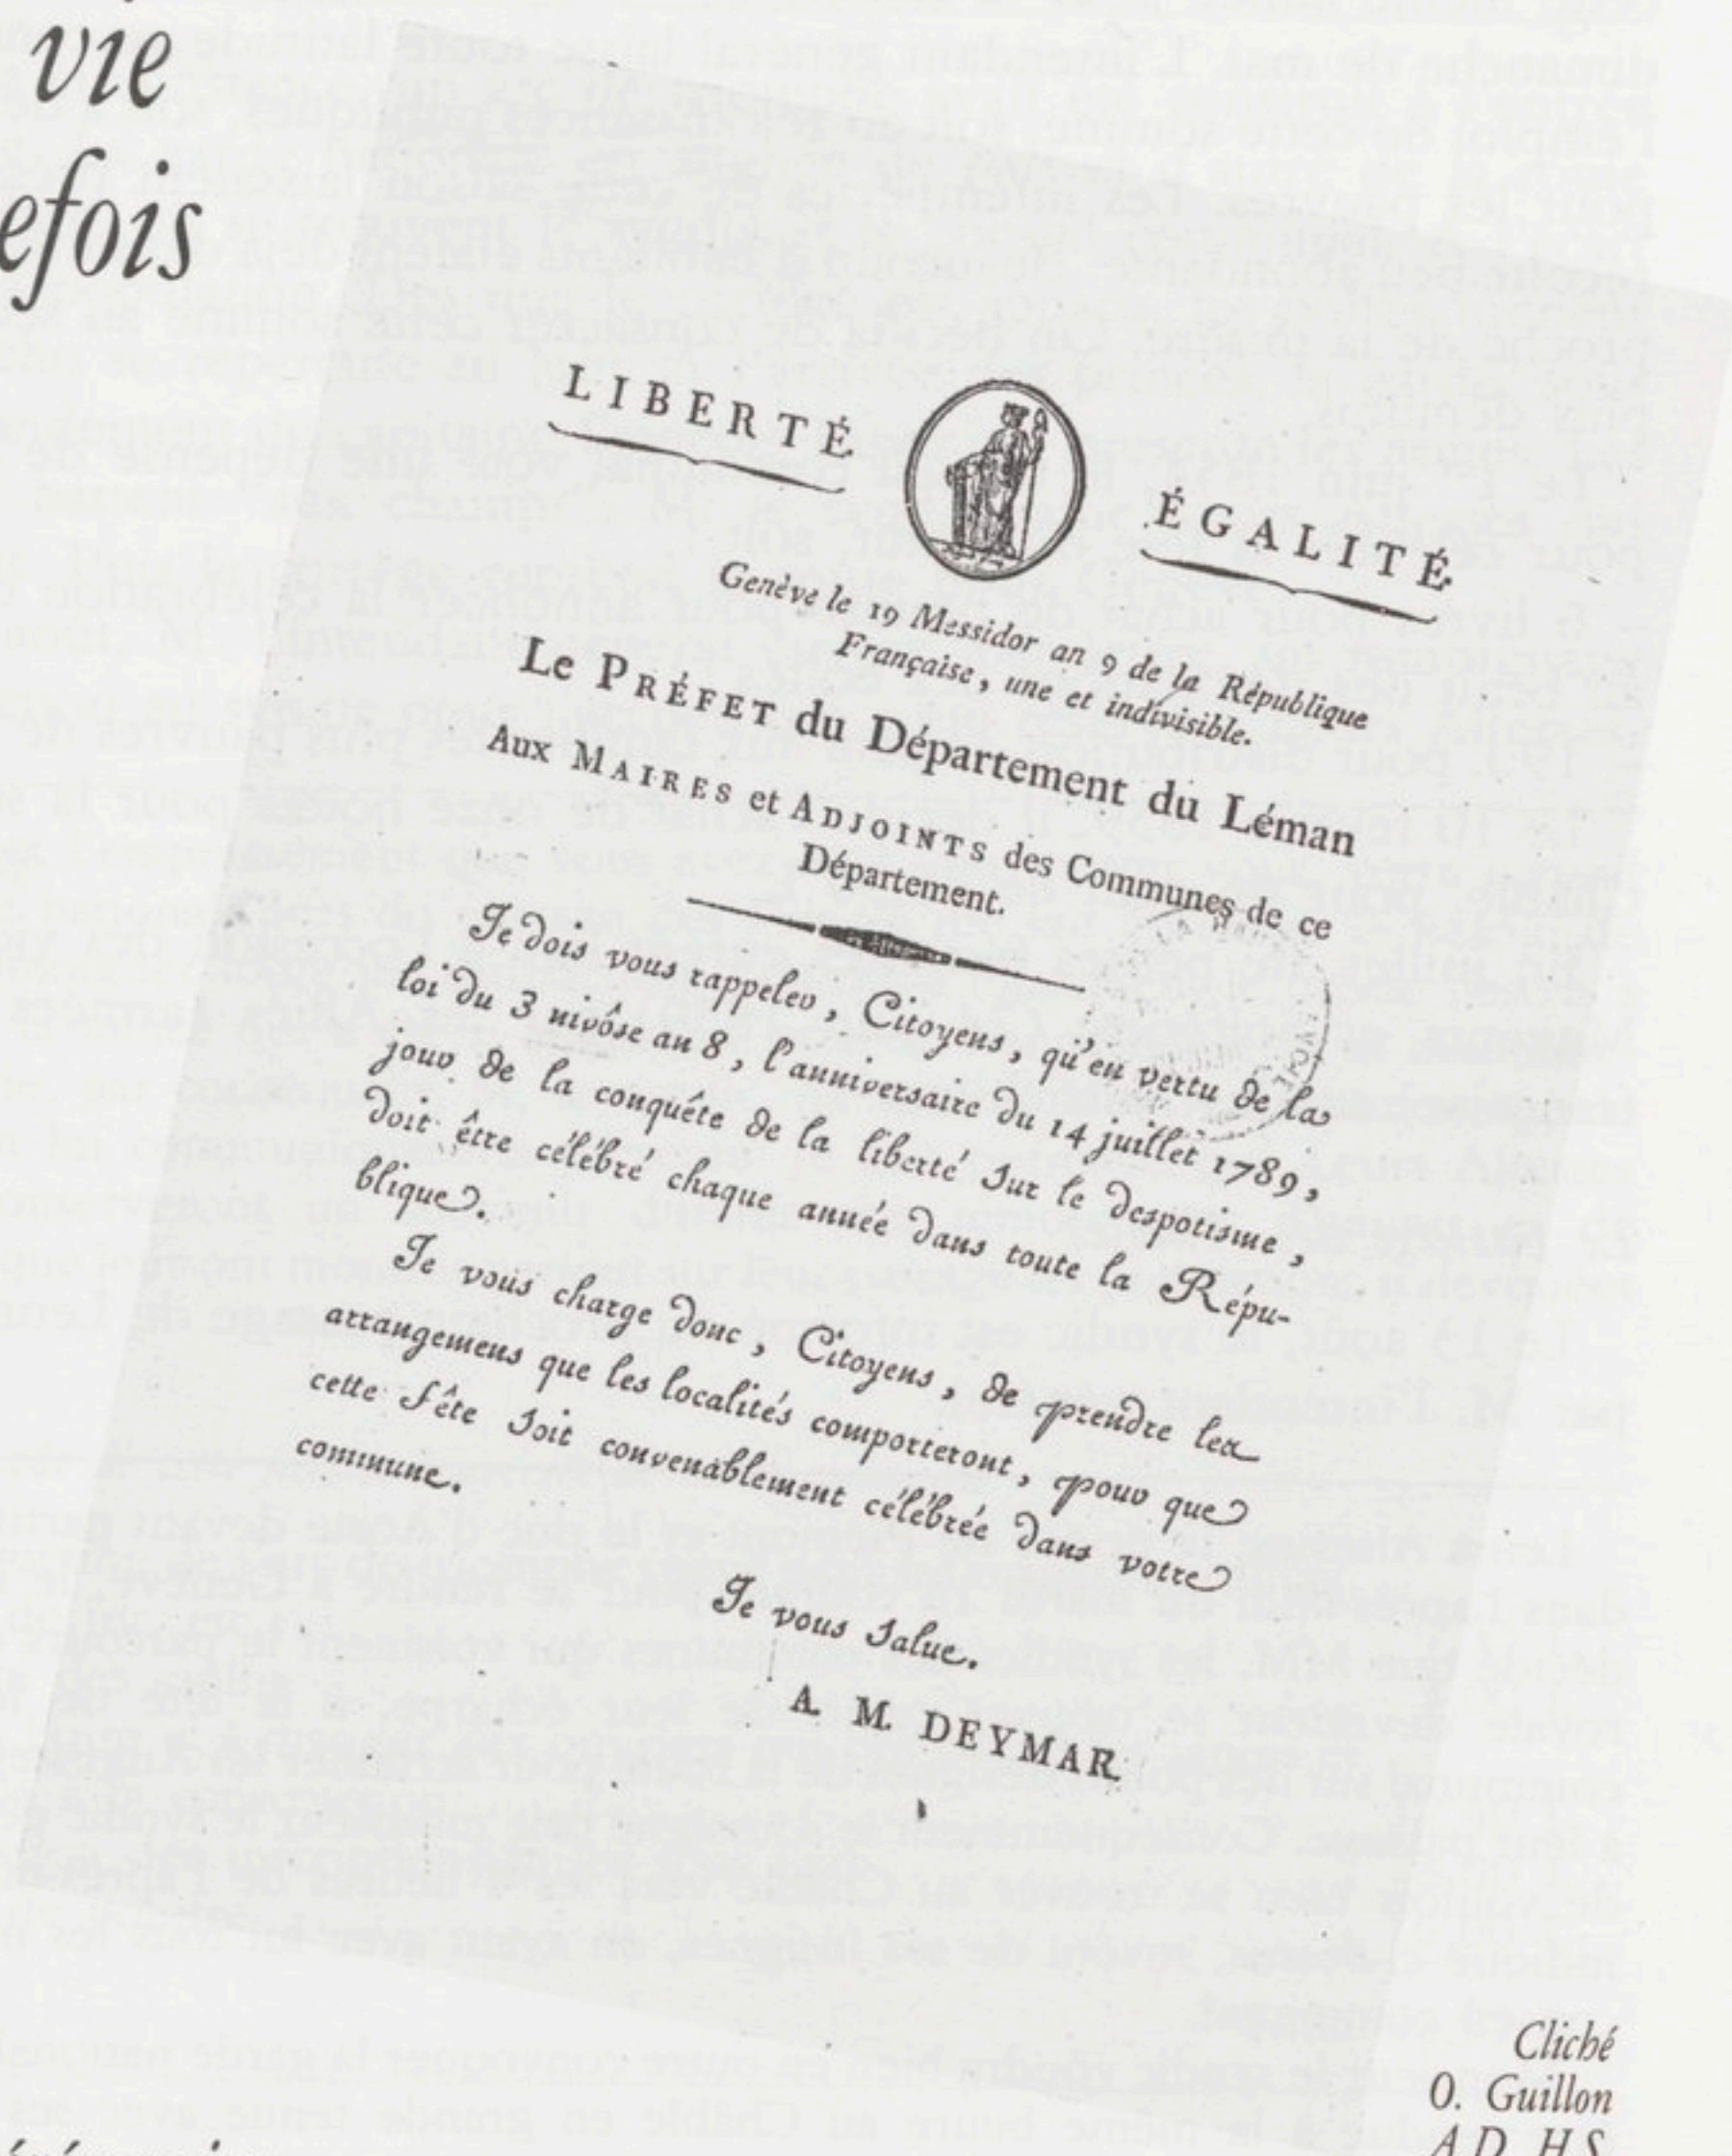 vie
efois
LIBERTÉ
ÉGALITÉ
Genève le 19 Messidor an 9 de la République
Française, une et indivisible.
Le PRÉFET du Département du Léman
Aux MAIRES et ADJOINTS des Communes de ce
Département.
Je dois vous rappeler, Citoyens, qu'en vertu de la
loi du 3 nivôse an 8, l'anniversaire du 14 juillet 1789,
jour de la conquête de la liberté sur le despotisme,
doit être célébré chaque année dans toute la Répu-
blique.
Je vous charge donc, Citoyens, de prendre les
arrangemens que les localités comporteront, pour que
cette fête soit convenablement célébrée dans votre
commune.
Je vous salue.
A. M. DEYMAR.
Cliché
O. Guillon
A.D. H.S.